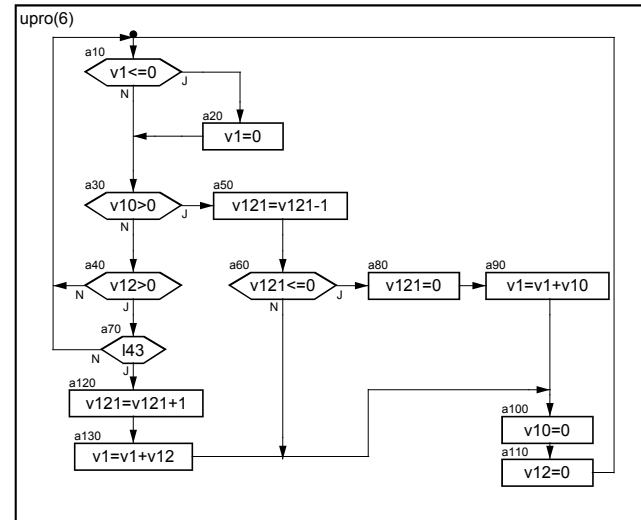 upro(6)
a10
v1<=0
N
J
a20
v1=0
a30
v10>0
J
N
a50
v121=v121-1
a40
v12>0
N
J
a60
v121<=0
N
J
a80
v121=0
a90
v1=v1+v10
a70
l43
N
J
a120
v121=v121+1
a130
v1=v1+v12
a100
v10=0
a110
v12=0